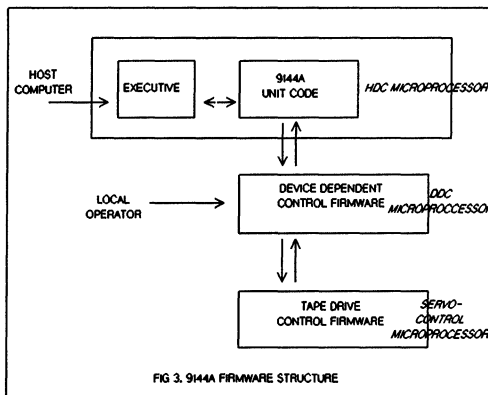 HOST
COMPUTER
EXECUTIVE
9144A
UNIT CODE
HDC MICROPROCESSOR
LOCAL
OPERATOR
DEVICE DEPENDENT
CONTROL FIRMWARE
DDC
MICROPROCCESSOR
TAPE DRIVE
CONTROL FIRMWARE
SERVO-
CONTROL
MICROPROCESSOR
FIG 3. 9144A FIRMWARE STRUCTURE